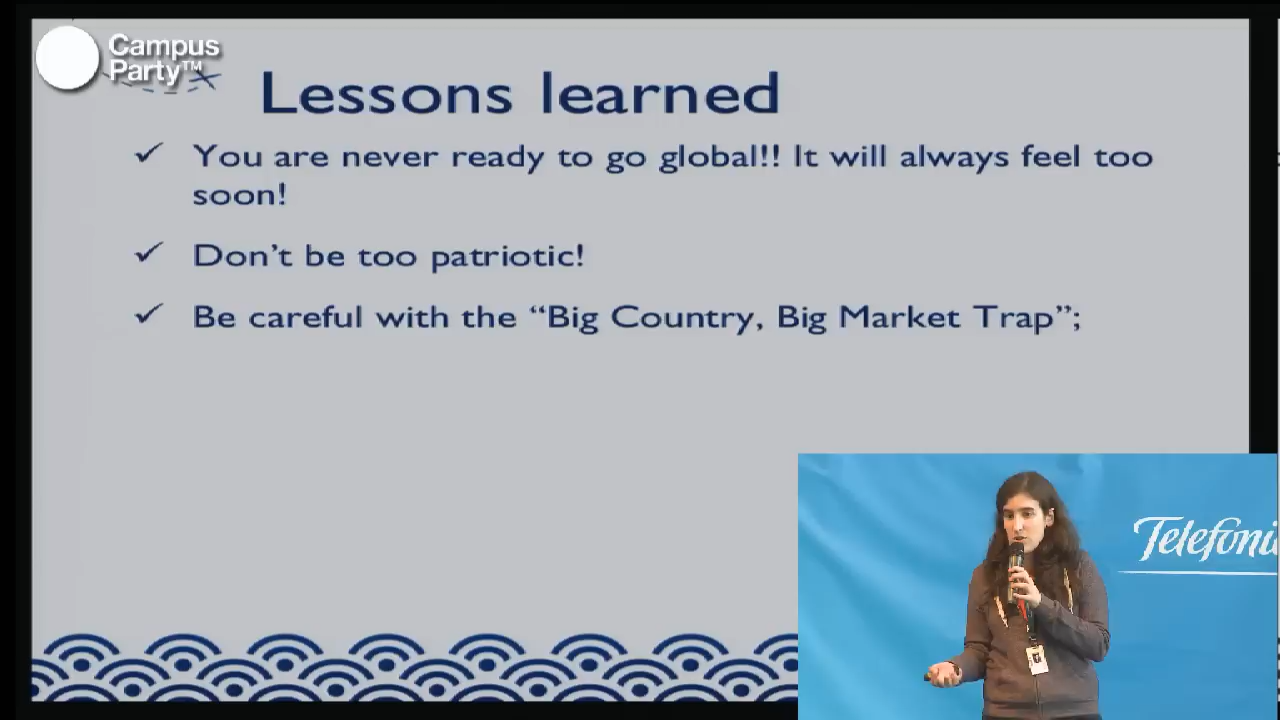 Campus
Party™
Lessons learned
✓ You are never ready to go global!! It will always feel too
soon!
✓ Don't be too patriotic!
✓ Be careful with the “Big Country, Big Market Trap”;
Telefoni